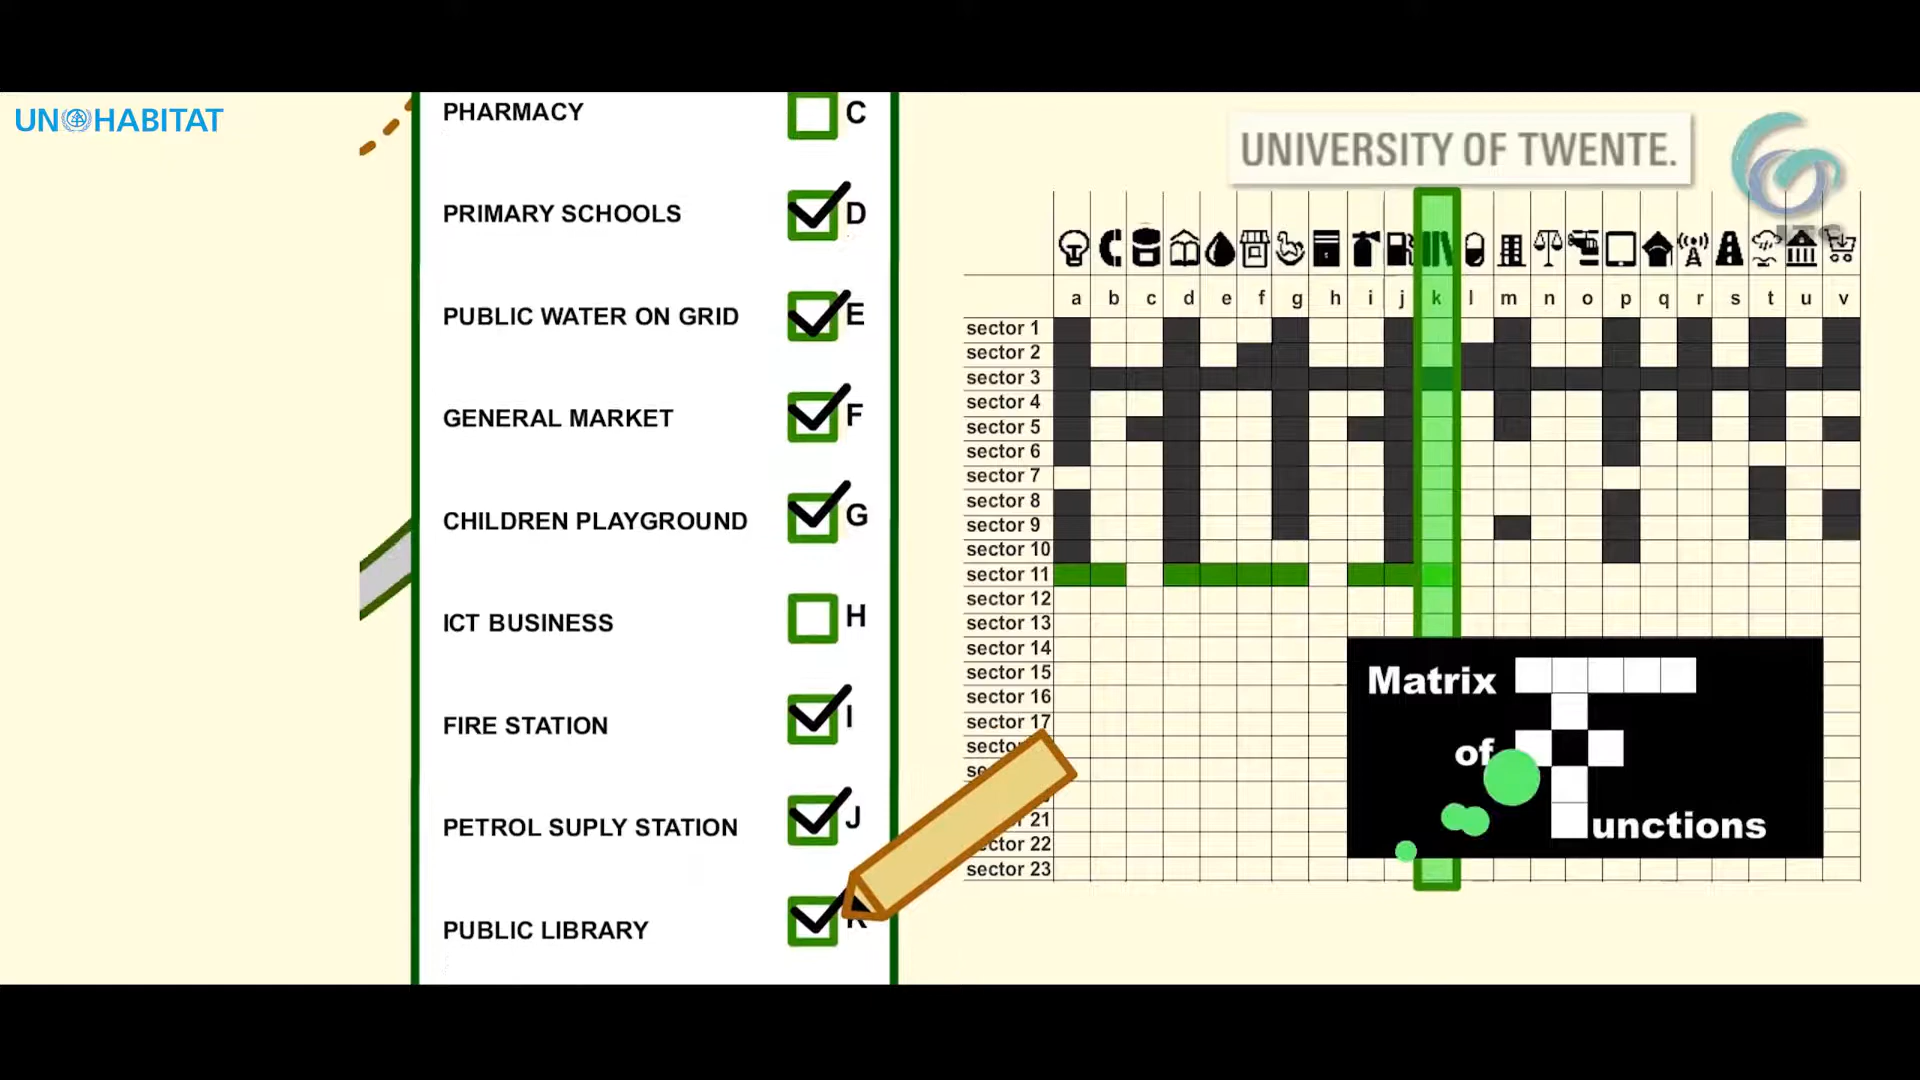 UN HABITAT
PHARMACY C
PRIMARY SCHOOLS D
PUBLIC WATER ON GRID E
GENERAL MARKET F
CHILDREN PLAYGROUND G
ICT BUSINESS H
FIRE STATION I
PETROL SUPLY STATION J
PUBLIC LIBRARY K
UNIVERSITY OF TWENTE.
ITC
a b c d e f g h i j k l m n o p q r s t u v
sector 1
sector 2
sector 3
sector 4
sector 5
sector 6
sector 7
sector 8
sector 9
sector 10
sector 11
sector 12
sector 13
sector 14
sector 15
sector 16
sector 17
21
22
sector 23
Matrix
of
Functions